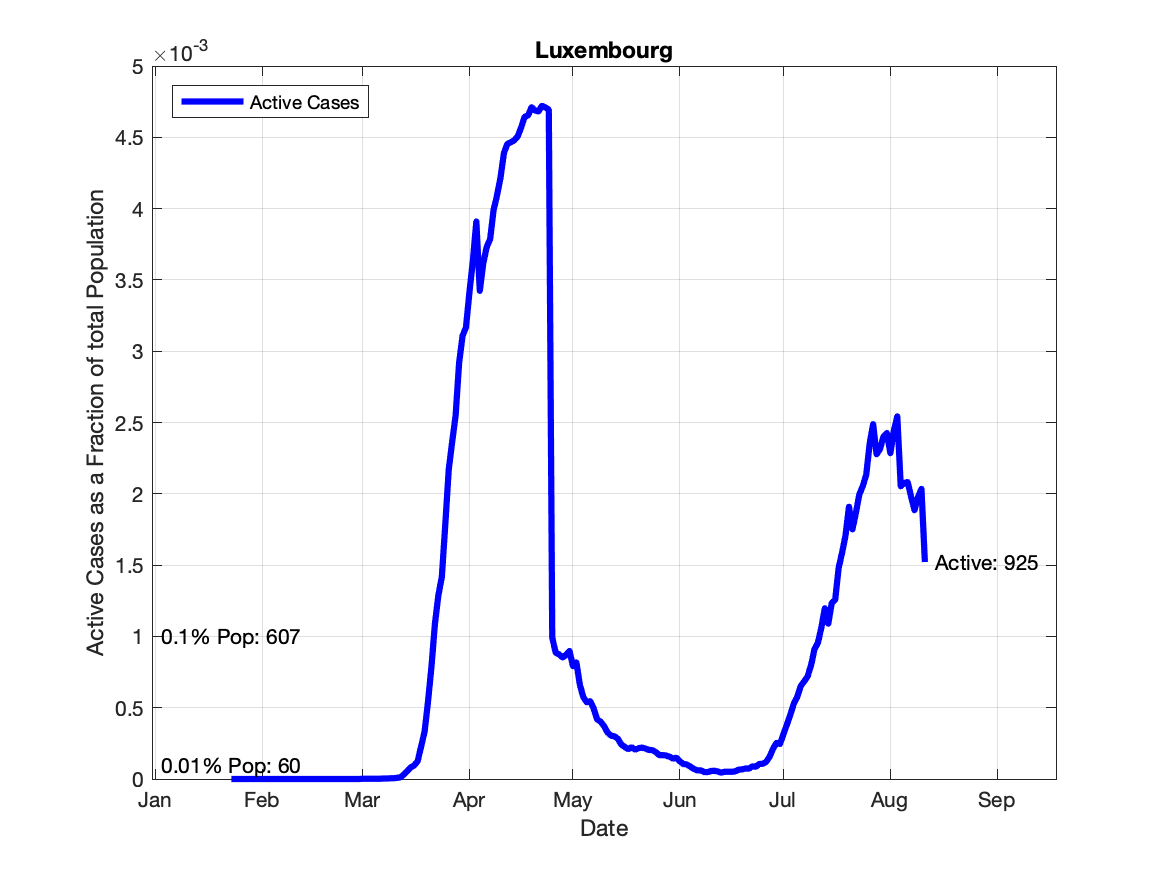 Luxembourg
×10-3
Active Cases
5
4.5
4
3.5
3
2.5
2
1.5
1
0.5
0
Active Cases as a Fraction of total Population
0.1% Pop: 607
0.01% Pop: 60
Active: 925
Jan Feb Mar Apr May Jun Jul Aug Sep
Date